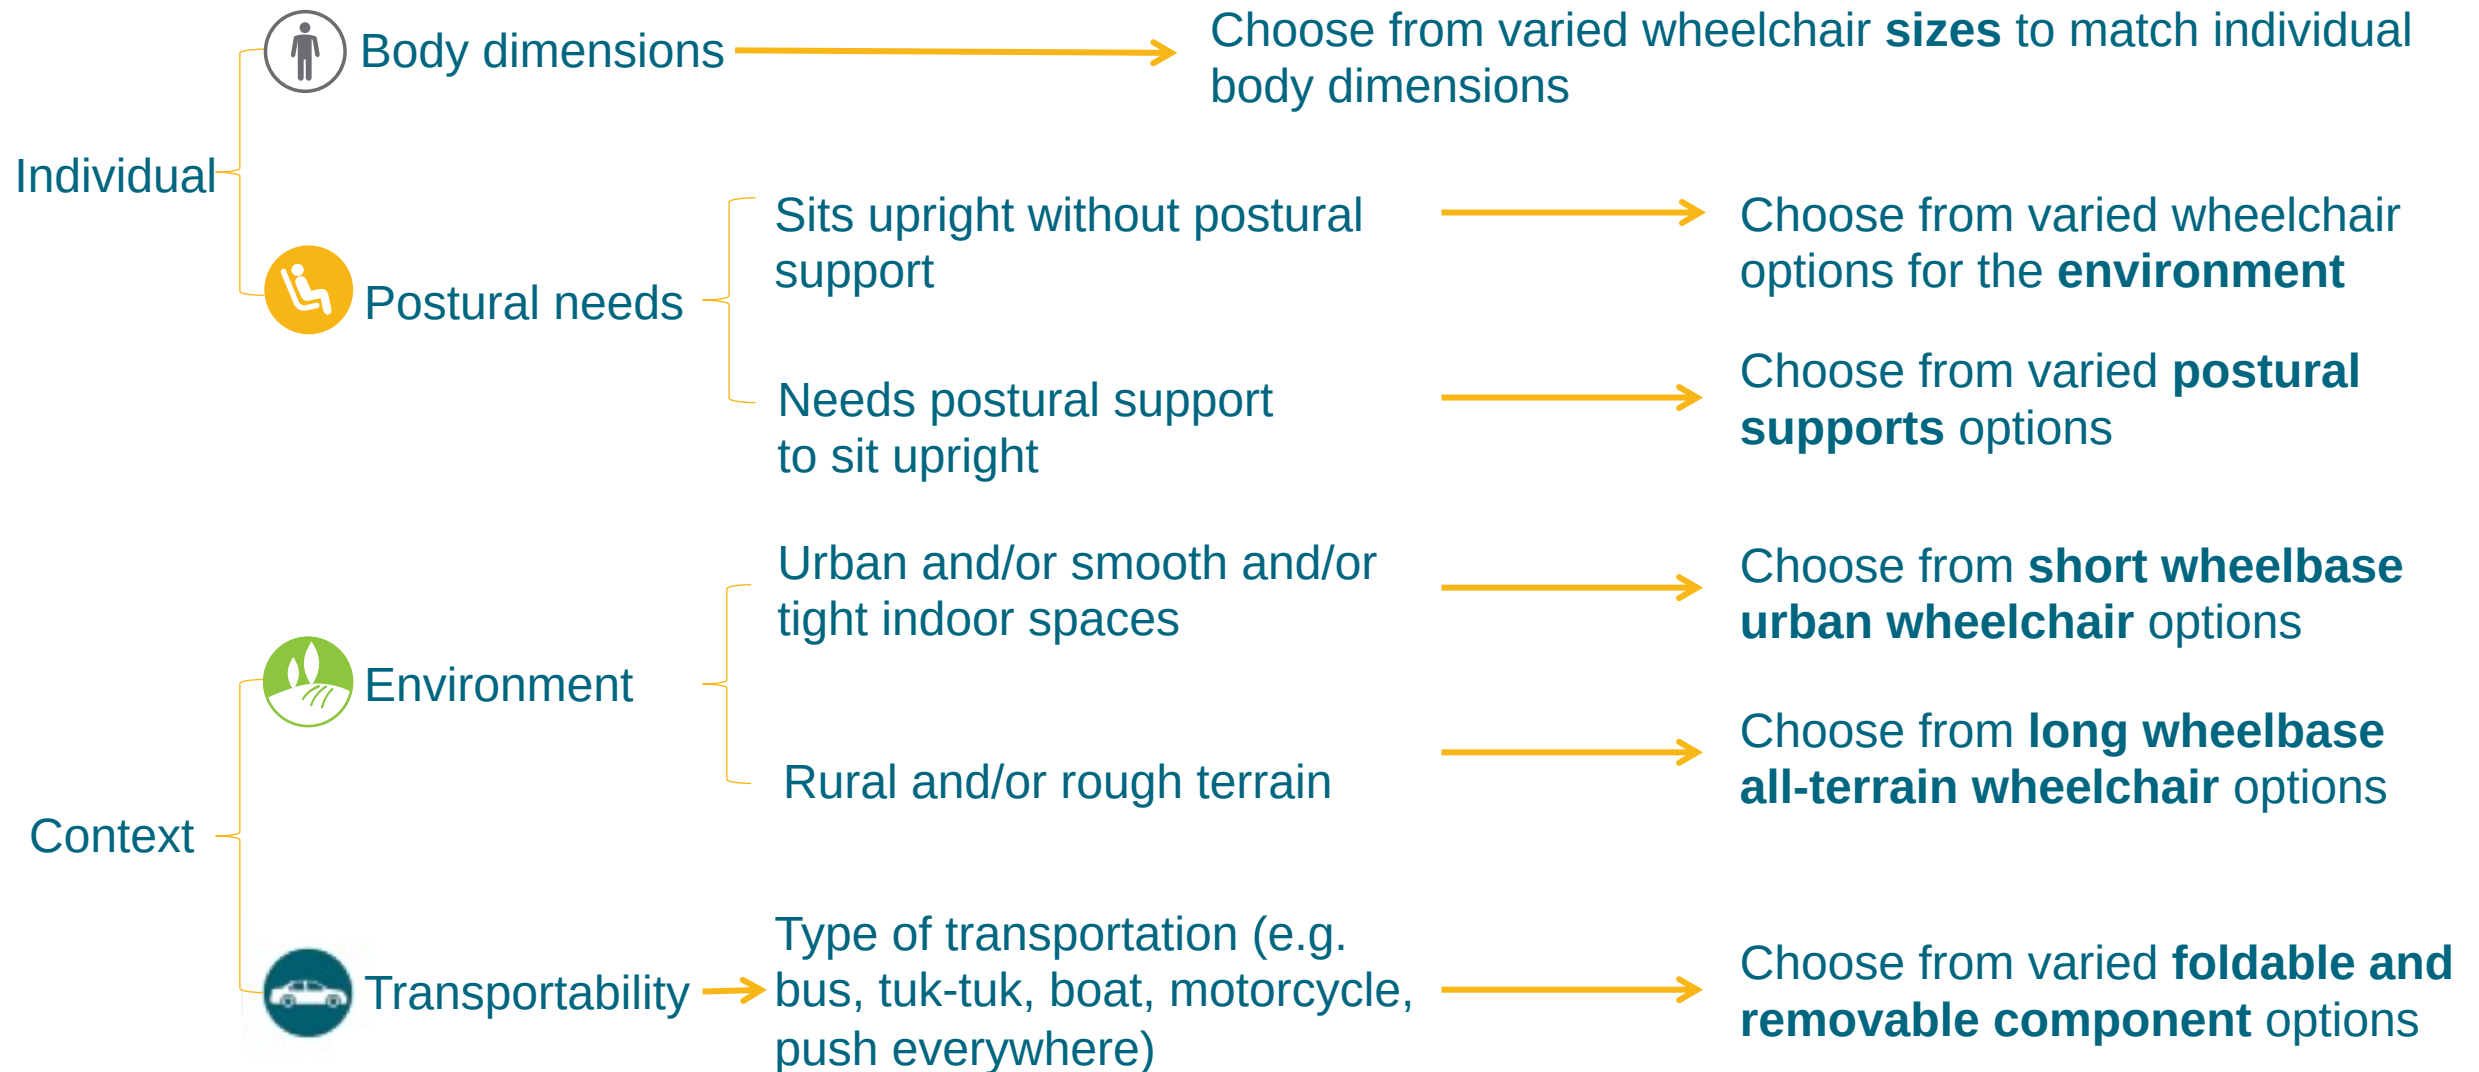 Individual
Body dimensions
Choose from varied wheelchair sizes to match individual
body dimensions
Postural needs
Sits upright without postural
support
Choose from varied wheelchair
options for the environment
Needs postural support
to sit upright
Choose from varied postural
supports options
Context
Environment
Urban and/or smooth and/or
tight indoor spaces
Choose from short wheelbase
urban wheelchair options
Rural and/or rough terrain
Choose from long wheelbase
all-terrain wheelchair options
Transportability
Type of transportation (e.g.
bus, tuk-tuk, boat, motorcycle,
push everywhere)
Choose from varied foldable and
removable component options